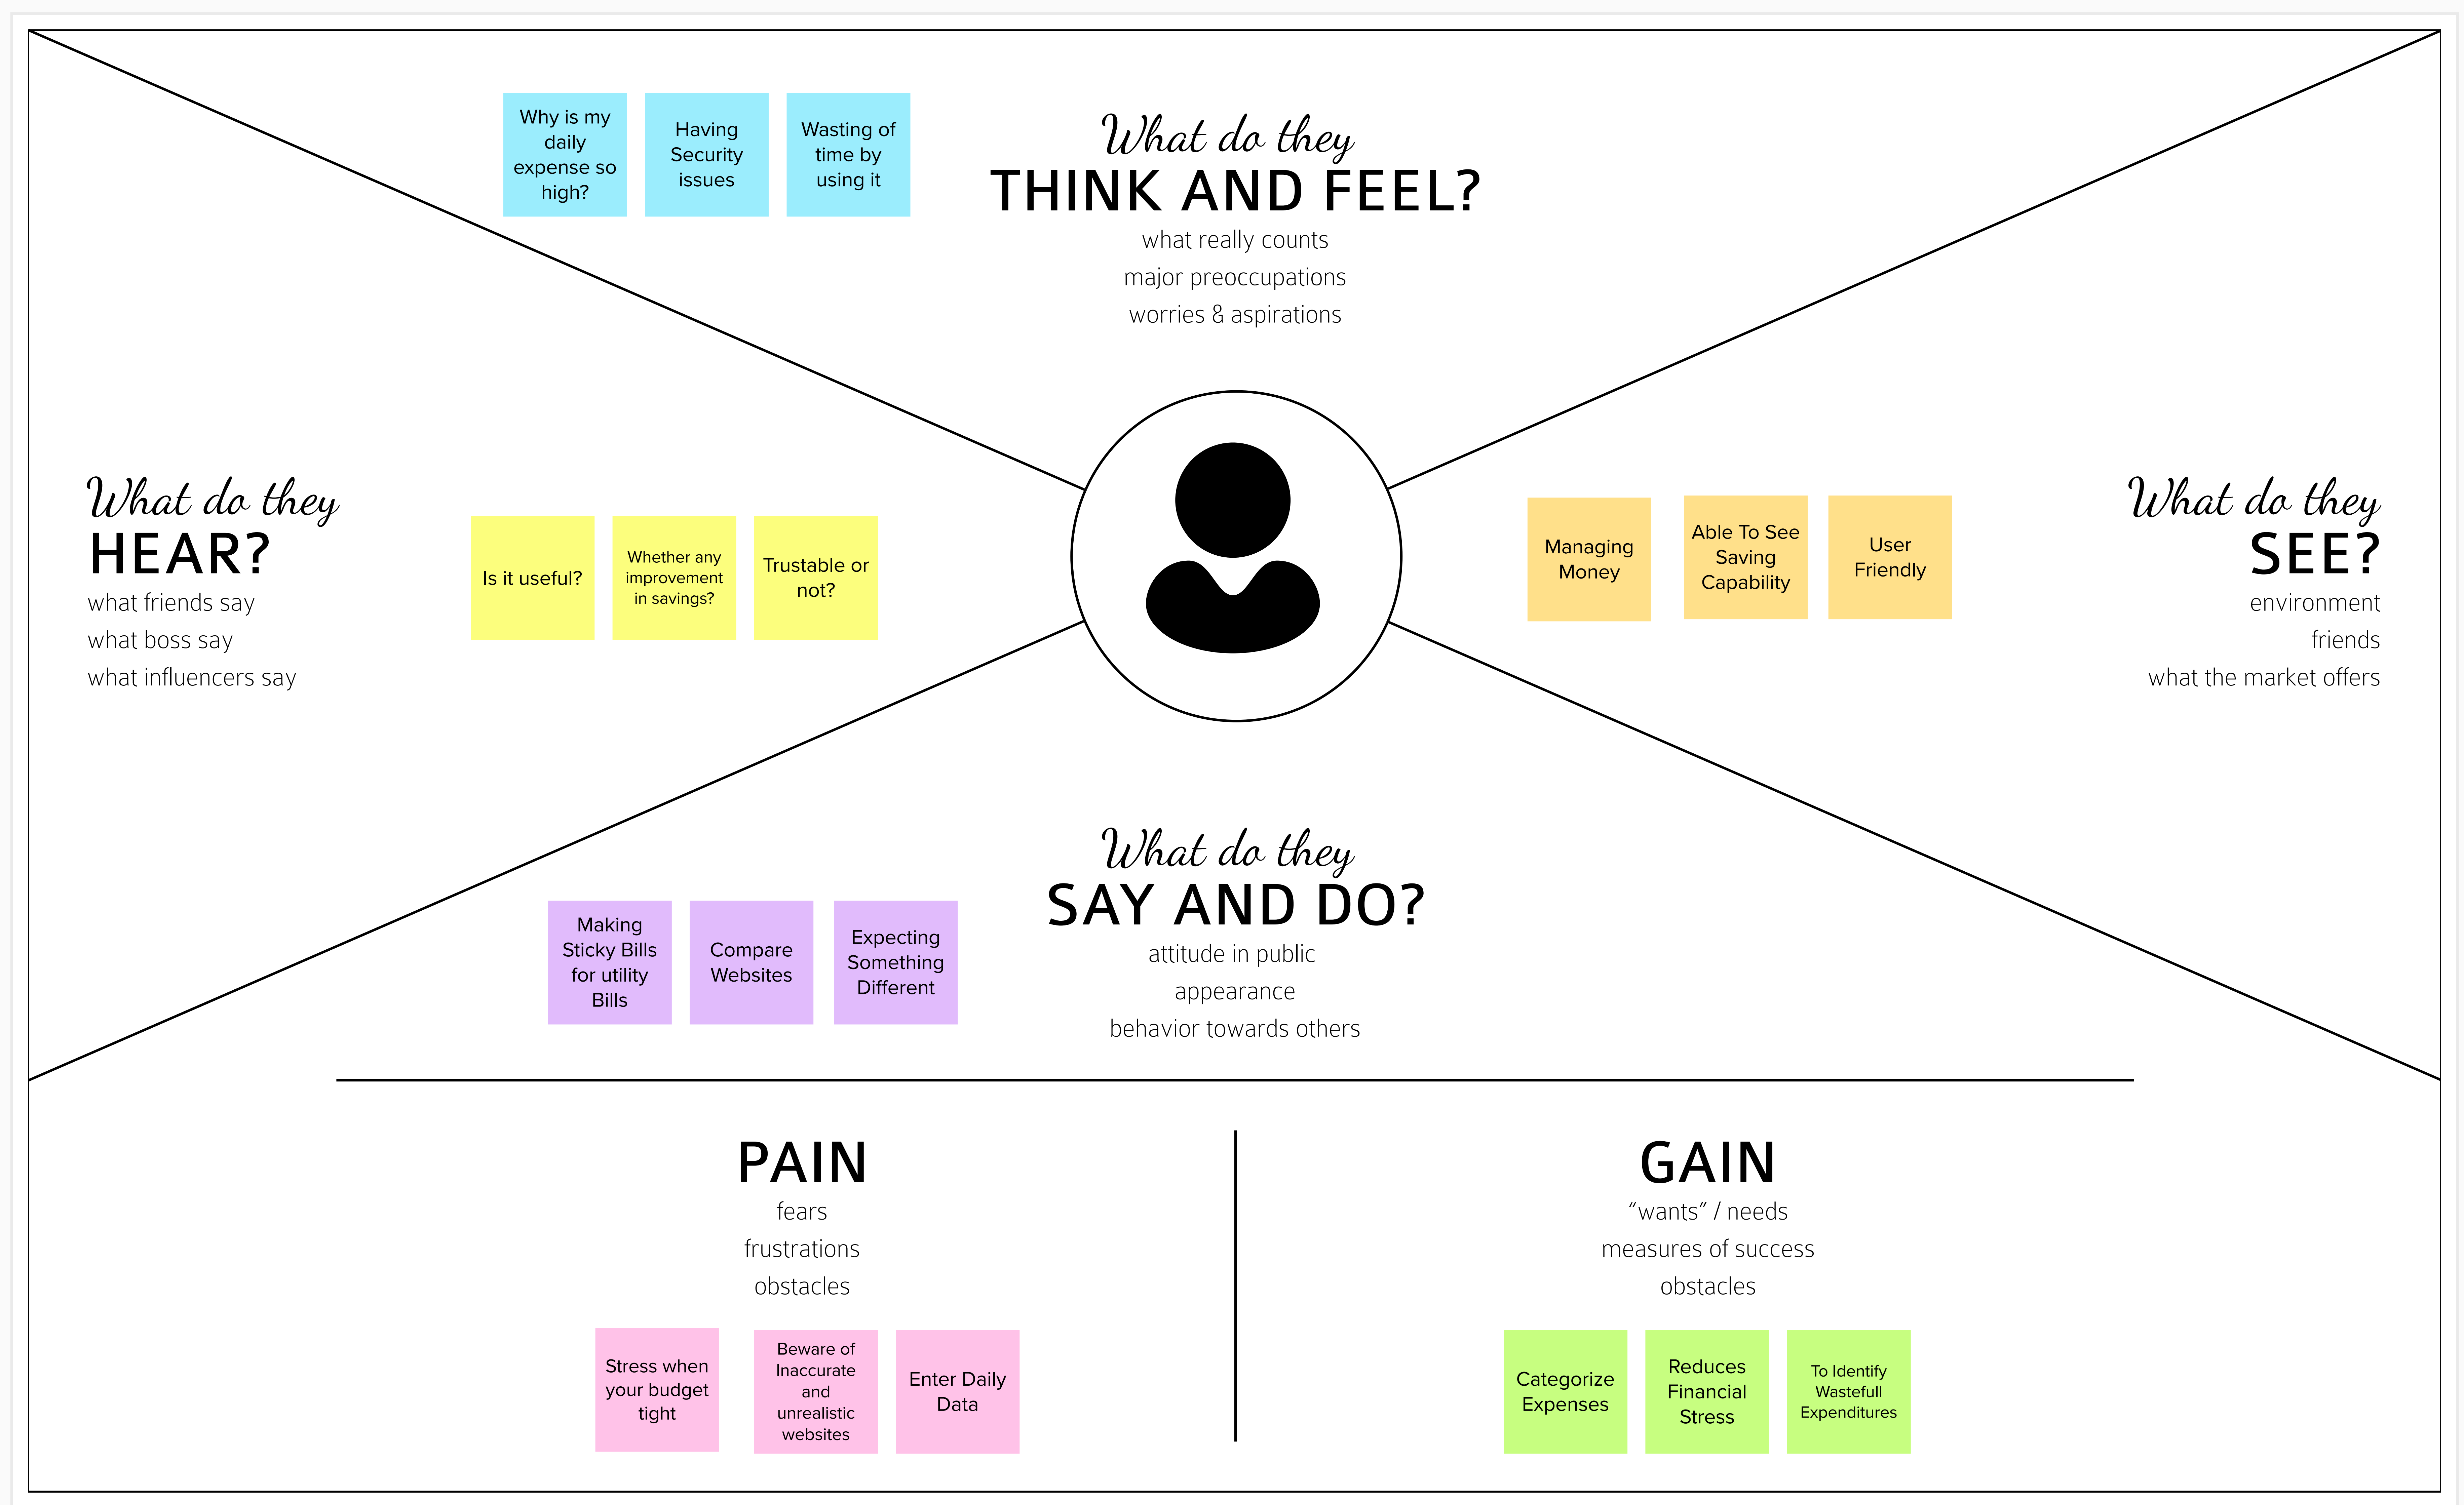 Why is my
daily
expense so
high?
Having
Security
issues
Wasting of
time by
using it
What do they
THINK AND FEEL?
what really counts
major preoccupations
worries & aspirations
What do they
HEAR?
what friends say
what boss say
what influencers say
Is it useful?
Whether any
improvement
in savings?
Trustable or
not?
Managing
Money
Able To See
Saving
Capability
User
Friendly
What do they
SEE?
environment
friends
what the market offers
What do they
SAY AND DO?
attitude in public
appearance
behavior towards others
Making
Sticky Bills
for utility
Bills
Compare
Websites
Expecting
Something
Different
PAIN
fears
frustrations
obstacles
Stress when
your budget
tight
Beware of
Inaccurate
and
unrealistic
websites
Enter Daily
Data
GAIN
“wants” / needs
measures of success
obstacles
Categorize
Expenses
Reduces
Financial
Stress
To Identify
Wastefull
Expenditures